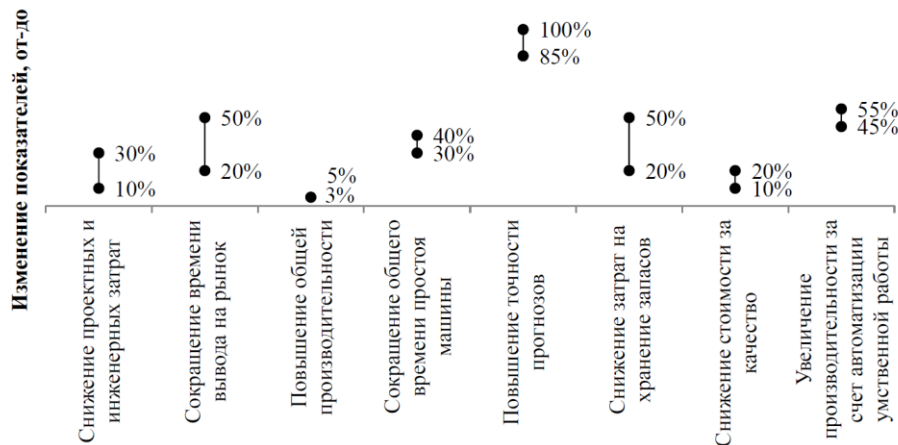 Изменение показателей, от-до
100%
85%
50%
20%
30%
10%
5%
3%
40%
30%
50%
20%
20%
10%
55%
45%
Снижение проектных и
инженерных затрат
Сокращение времени
вывода на рынок
Повышение общей
производительности
Сокращение общего
времени простоя
машины
Повышение точности
прогнозов
Снижение затрат на
хранение запасов
Снижение стоимости за
качество
Увеличение
производительности за
счет автоматизации
умственной работы